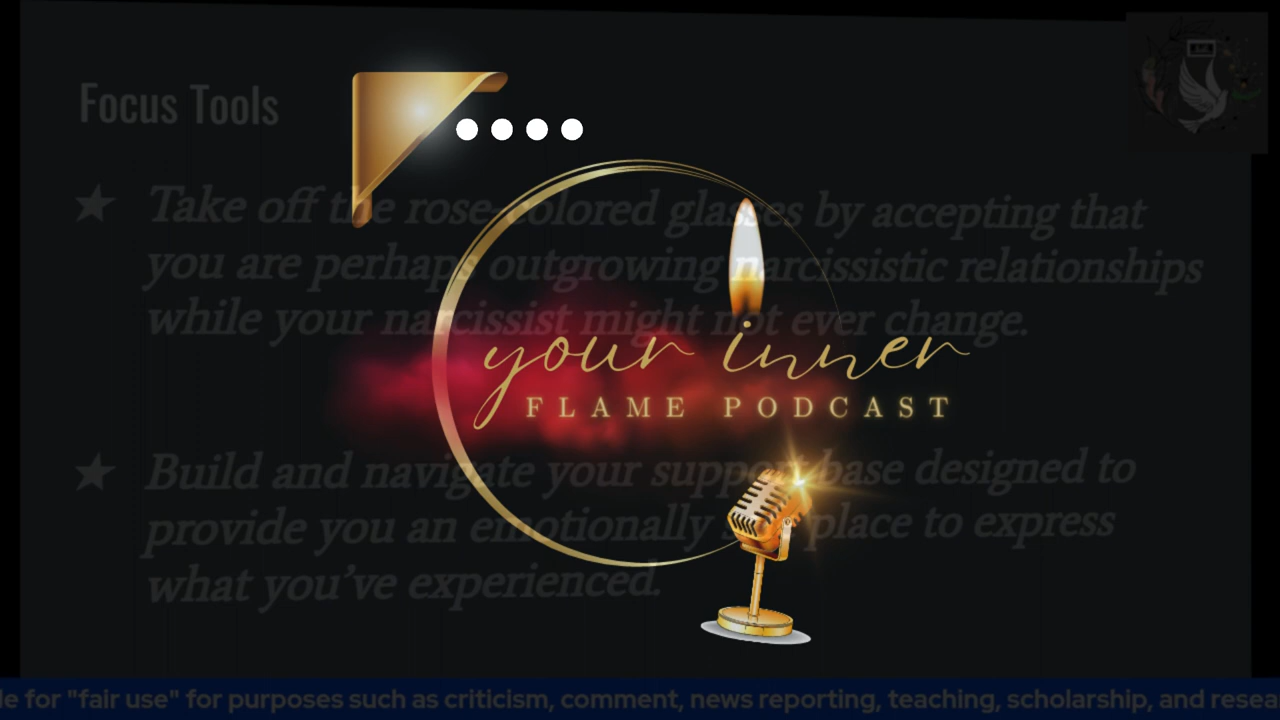 Focus Tools
★ Take off the rose-colored glasses by accepting that
you are perhaps outgrowing narcissistic relationships
while your narcissist might not ever change.
your inner
FLAME PODCAST
★ Build and navigate your support base designed to
provide you an emotionally place to express
what you've experienced.
le for "fair use" for purposes such as criticism, comment, news reporting, teaching, scholarship, and resea